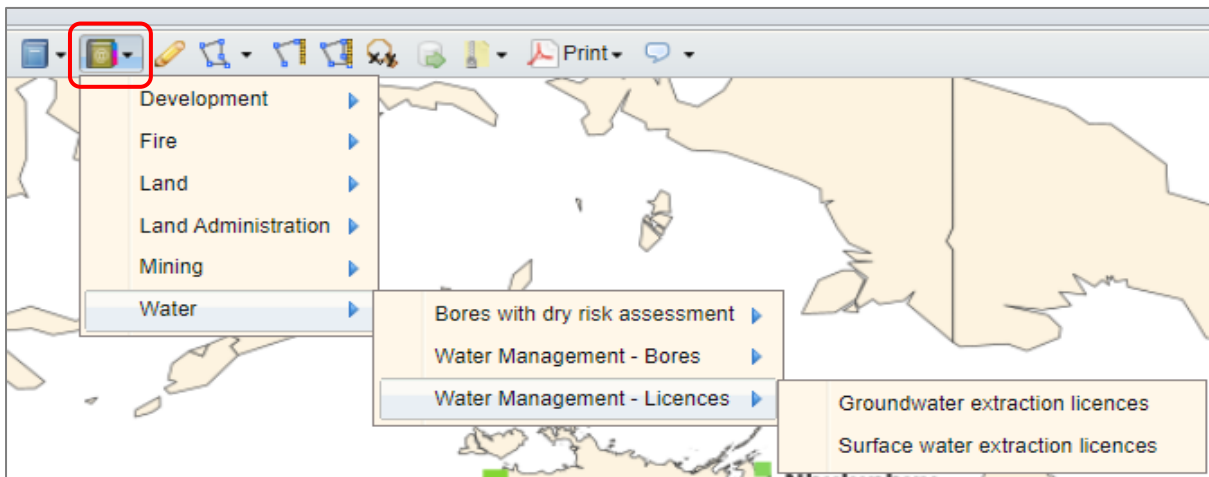 Print
Development
Fire
Land
Land Administration
Mining
Water
Bores with dry risk assessment
Water Management - Bores
Water Management - Licences
Groundwater extraction licences
Surface water extraction licences